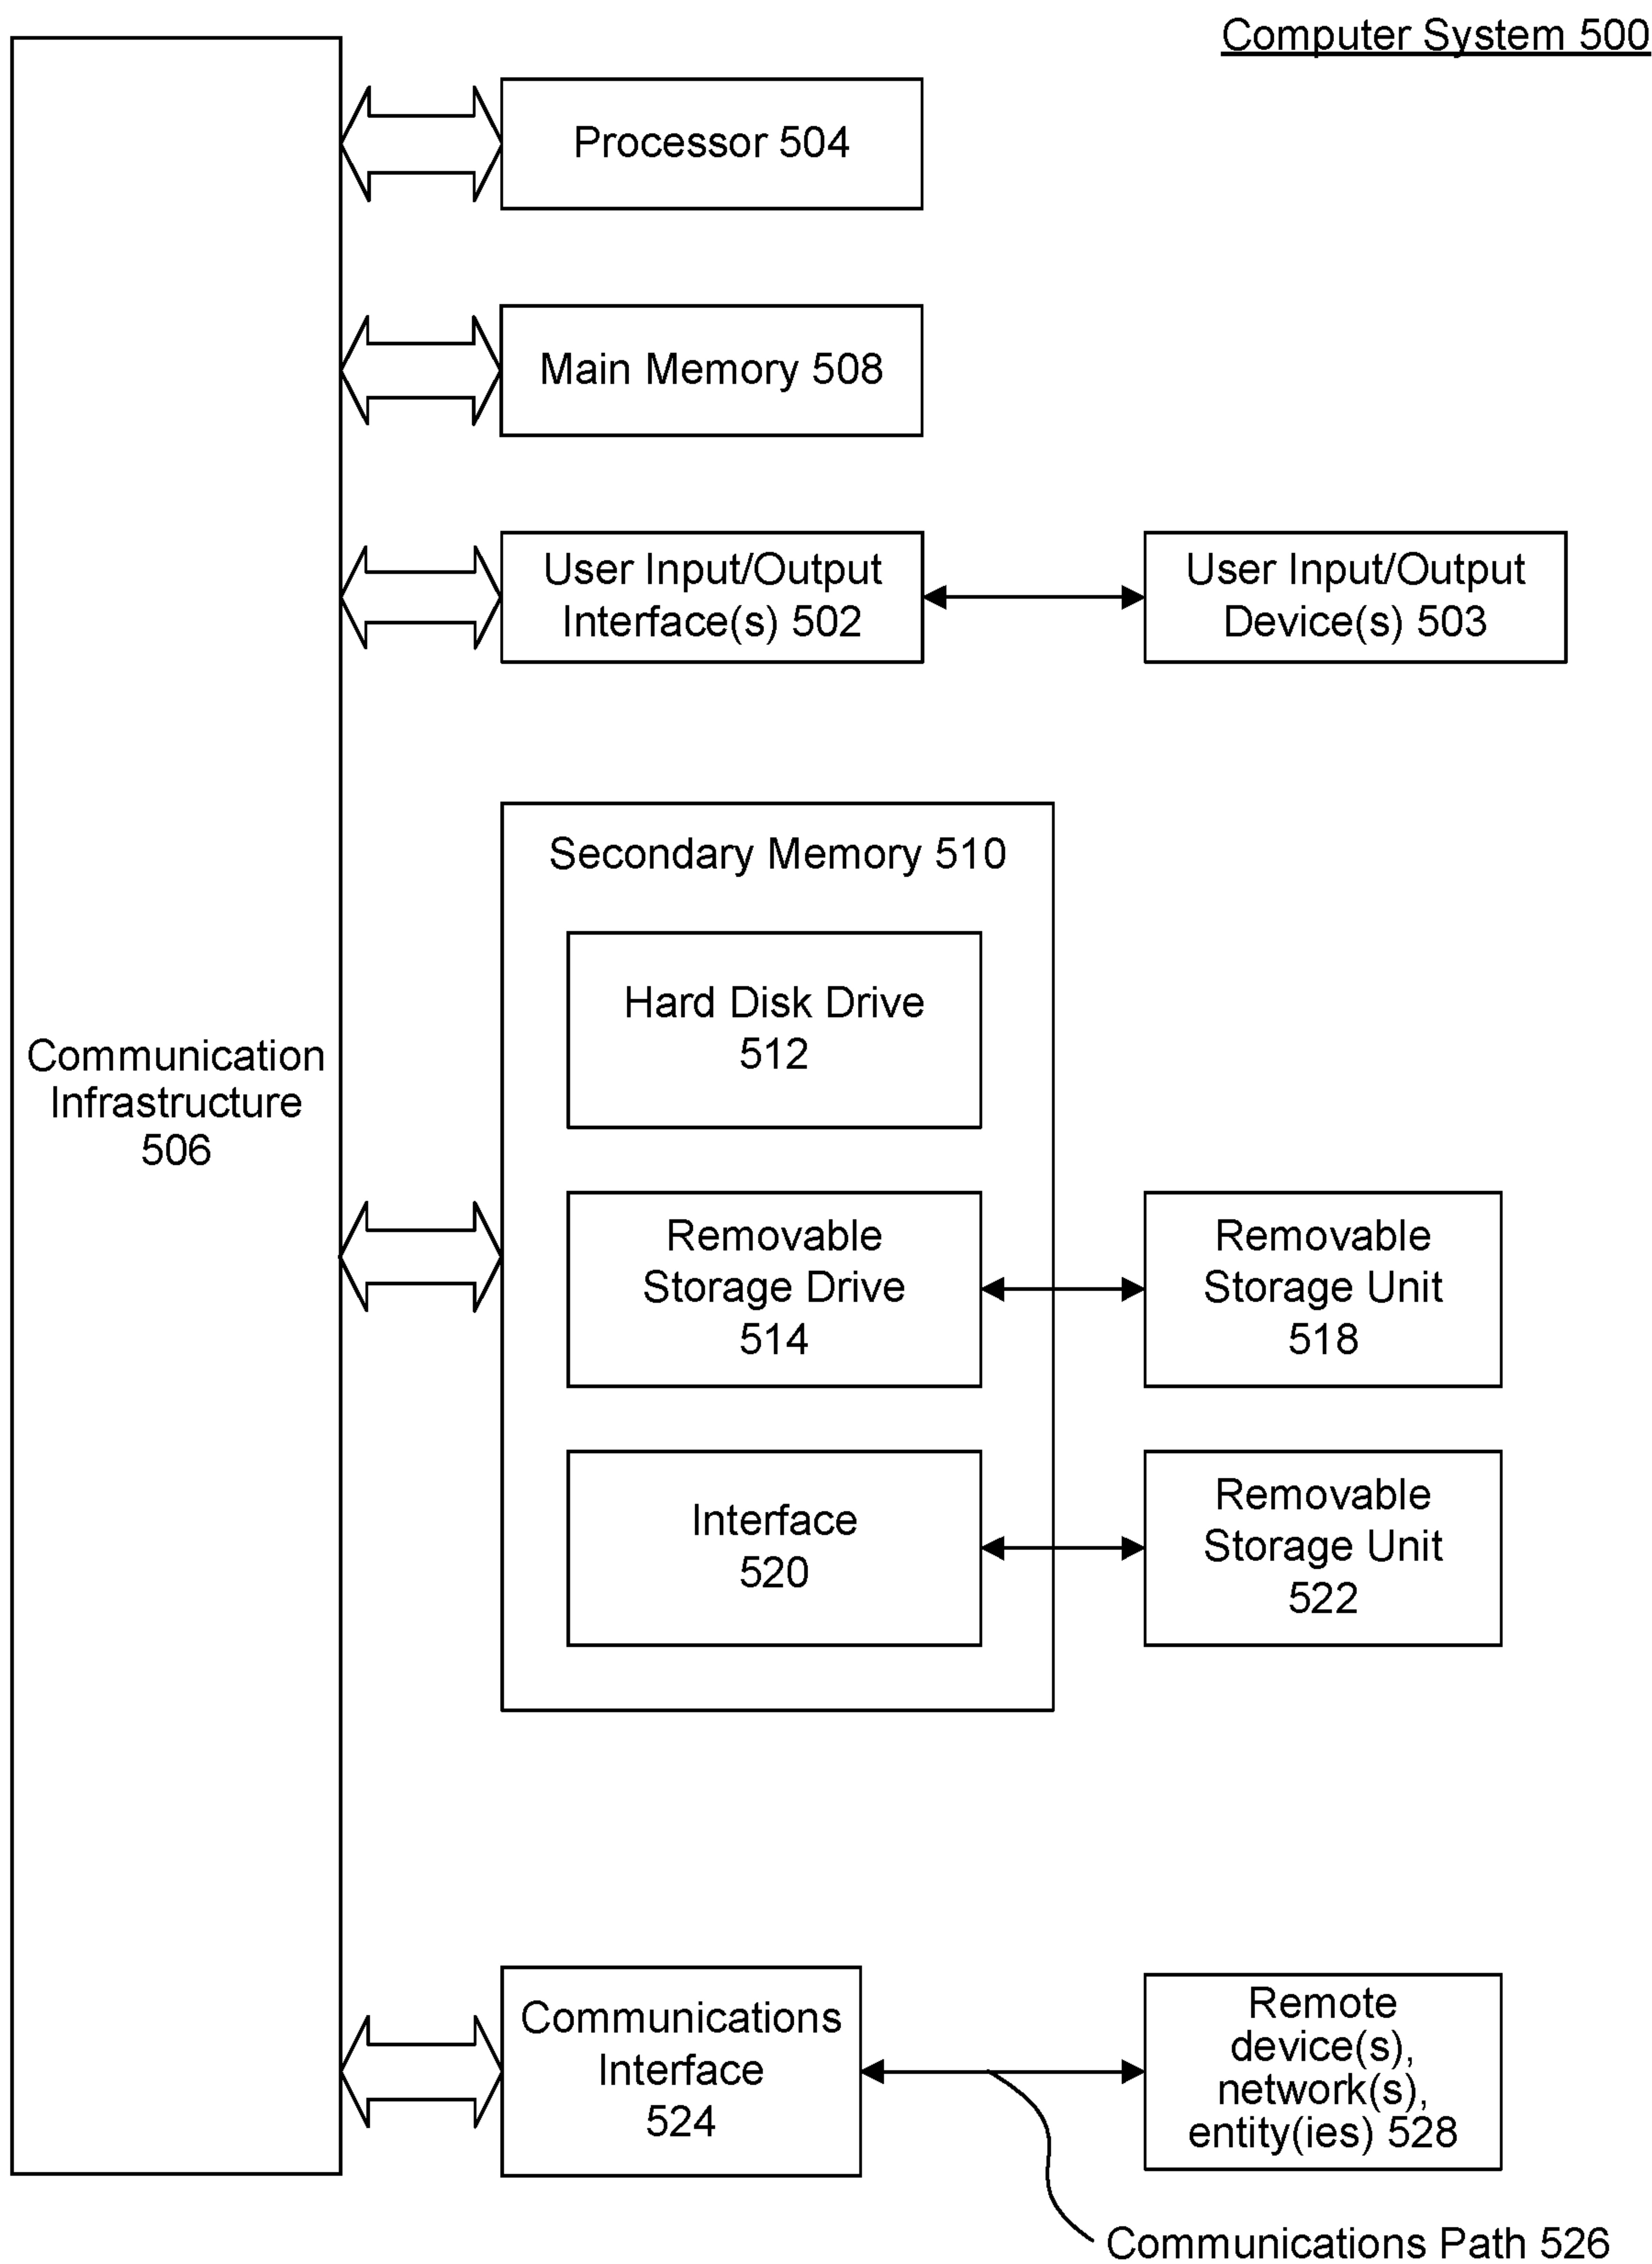 Computer System 500
Processor 504
Main Memory 508
User Input/Output
Interface(s) 502
User Input/Output
Device(s) 503
Secondary Memory 510
Hard Disk Drive
512
Communication
Infrastructure
506
Removable
Storage Drive
514
Removable
Storage Unit
518
Interface
520
Removable
Storage Unit
522
Communications
Interface
524
Remote
device(s),
network(s),
entity(ies) 528
Communications Path 526